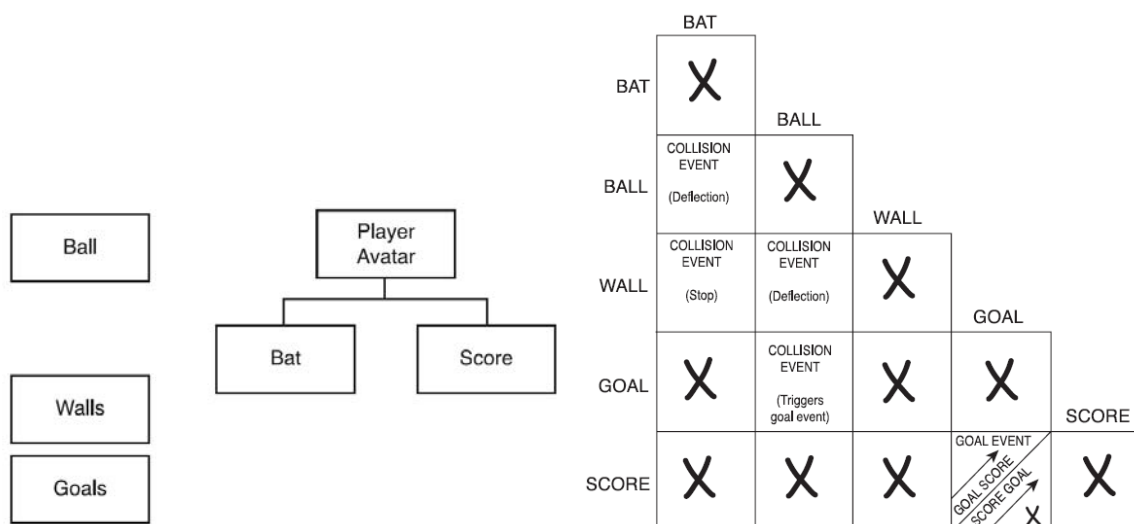 Ball
Player
Avatar
Bat
Score
Walls
Goals
BAT
BAT
X
BALL
BALL
COLLISION
EVENT
(Deflection)
X
WALL
WALL
COLLISION
EVENT
(Stop)
COLLISION
EVENT
(Deflection)
X
GOAL
GOAL
X
COLLISION
EVENT
(Triggers
goal event)
X
X
SCORE
SCORE
X
X
X
GOAL EVENT
GOAL SCORE
SCORE GOAL
X
X